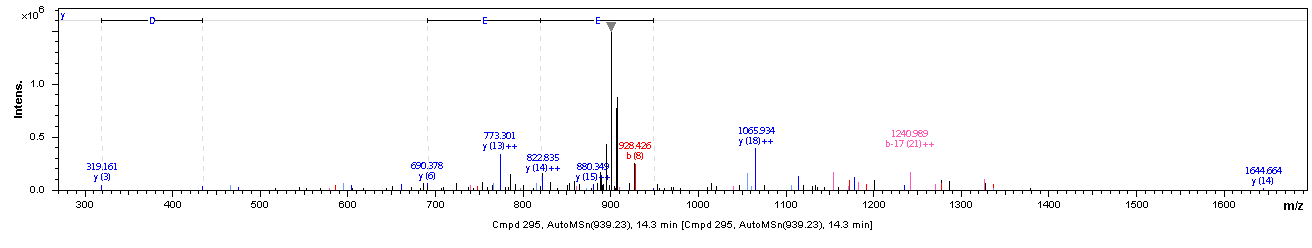 x10⁶
y
D
E
E
1.0
0.5
0.0
Intens.
319.161
y (3)
690.378
y (6)
773.301
y (13)++
822.835
y (14)++
880.349
y (15)++
928.426
b (8)
1065.934
y (18)++
1240.989
b-17 (21)++
1644.664
y (14)
300 400 500 600 700 800 900 1000 1100 1200 1300 1400 1500 1600 m/z
Cmpd 295, AutoMSn(939.23), 14.3 min [Cmpd 295, AutoMSn(939.23), 14.3 min]